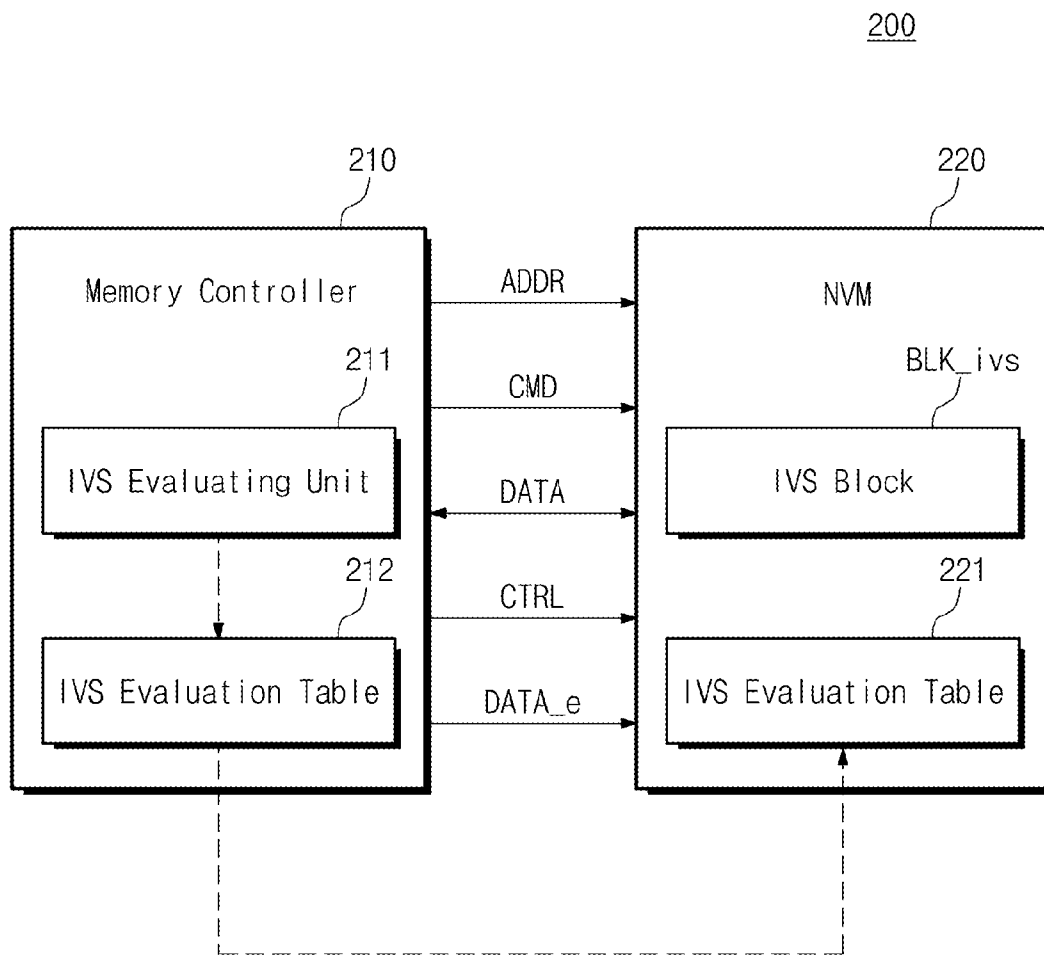 200
210
220
Memory Controller
ADDR
NVM
211
CMD
BLK_ivs
IVS Evaluating Unit
DATA
IVS Block
212
CTRL
221
IVS Evaluation Table
DATA_e
IVS Evaluation Table